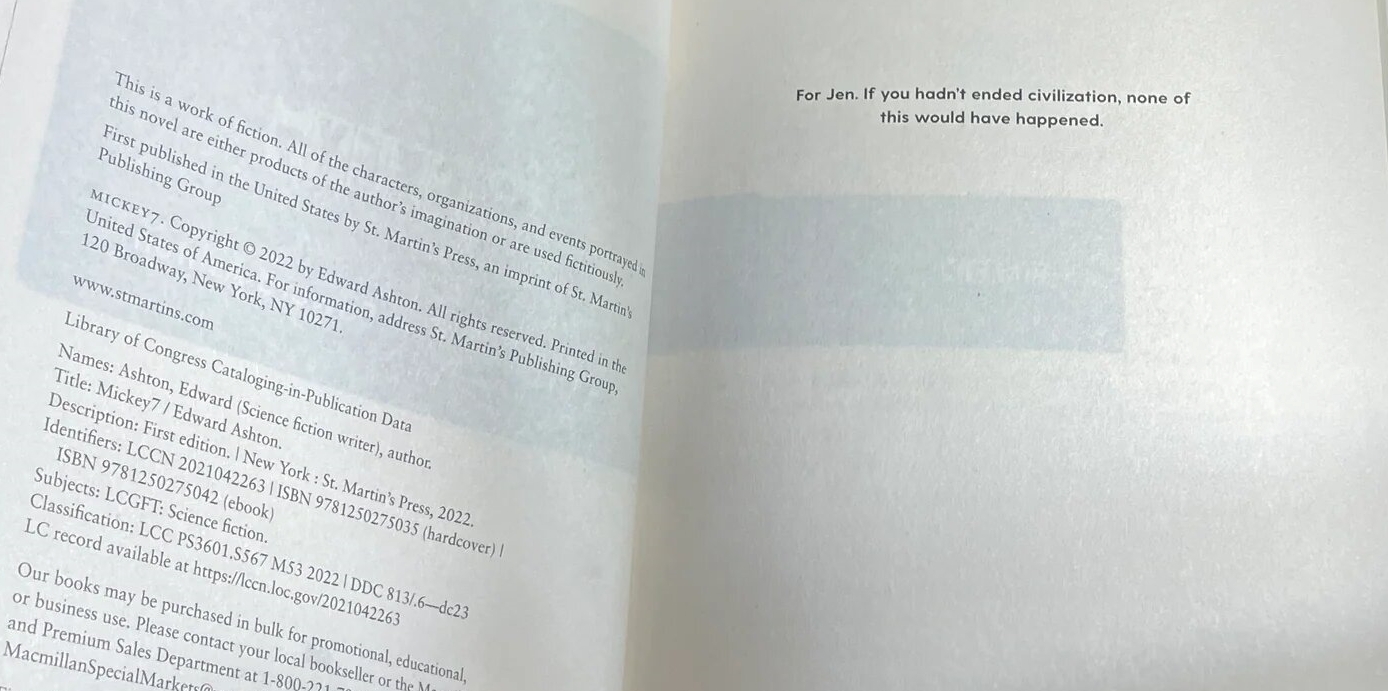 This is a work of fiction. All of the characters, organizations, and events portrayed in
this novel are either products of the author's imagination or are used fictitiously.
First published in the United States by St. Martin's Press, an imprint of St. Martin's
Publishing Group
MICKEY7. Copyright © 2022 by Edward Ashton. All rights reserved. Printed in the
United States of America. For information, address St. Martin's Publishing Group,
120 Broadway, New York, NY 10271.
www.stmartins.com
Library of Congress Cataloging-in-Publication Data
Names: Ashton, Edward (Science fiction writer), author.
Title: Mickey7 / Edward Ashton.
Description: First edition. | New York : St. Martin's Press, 2022.
Identifiers: LCCN 2021042263 | ISBN 9781250275035 (hardcover) |
ISBN 9781250275042 (ebook)
Subjects: LCGFT: Science fiction.
Classification: LCC PS3601.S567 M53 2022 | DDC 813/.6—dc23
LC record available at https://lccn.loc.gov/2021042263
Our books may be purchased in bulk for promotional, educational,
or business use. Please contact your local bookseller or the
and Premium Sales Department at 1-800-221-
MacmillanSpecialMarkets@
For Jen. If you hadn't ended civilization, none of
this would have happened.